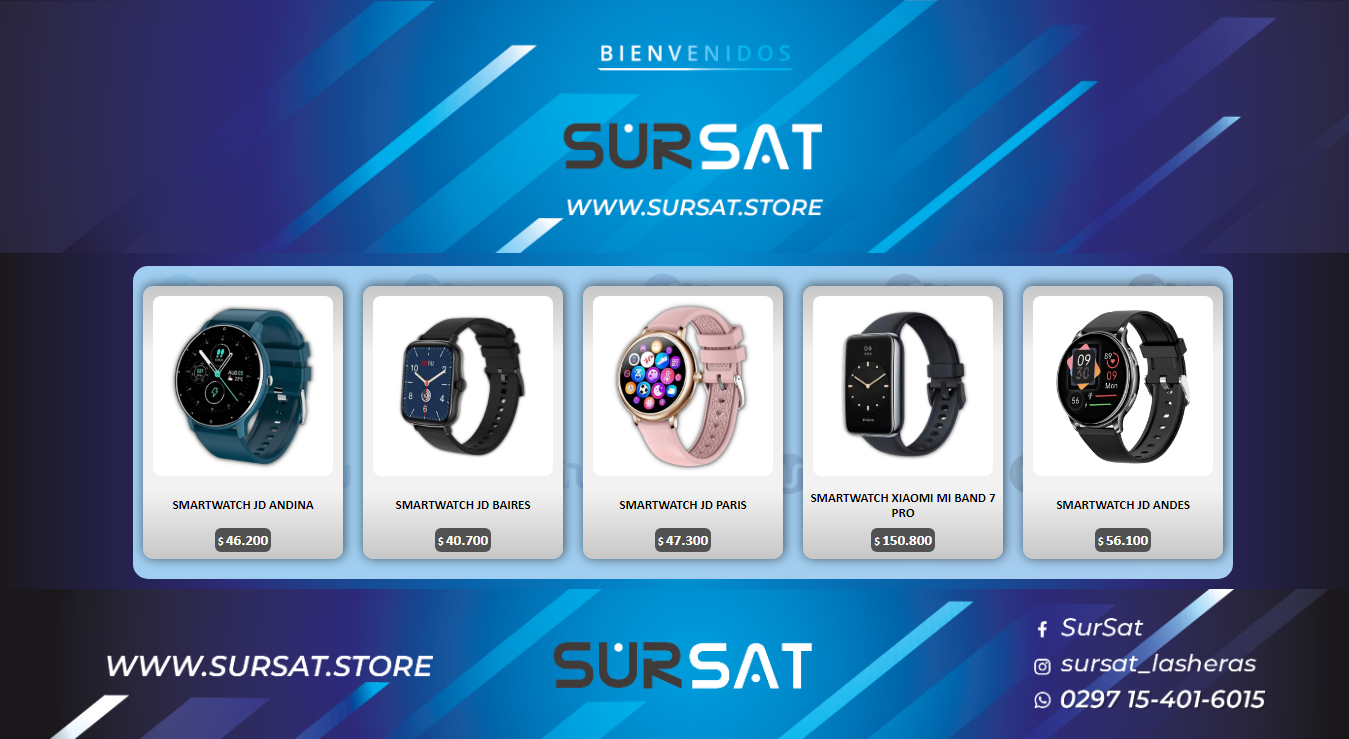 BIENVENIDOS
SURSAT
WWW.SURSAT.STORE
SMARTWATCH JD ANDINA
$ 46.200
SMARTWATCH JD BAIRES
$ 40.700
SMARTWATCH JD PARIS
$ 47.300
SMARTWATCH XIAOMI MI BAND 7
PRO
$ 150.800
SMARTWATCH JD ANDES
$ 56.100
WWW.SURSAT.STORE
SURSAT
SurSat
sursat_lasheras
0297 15-401-6015